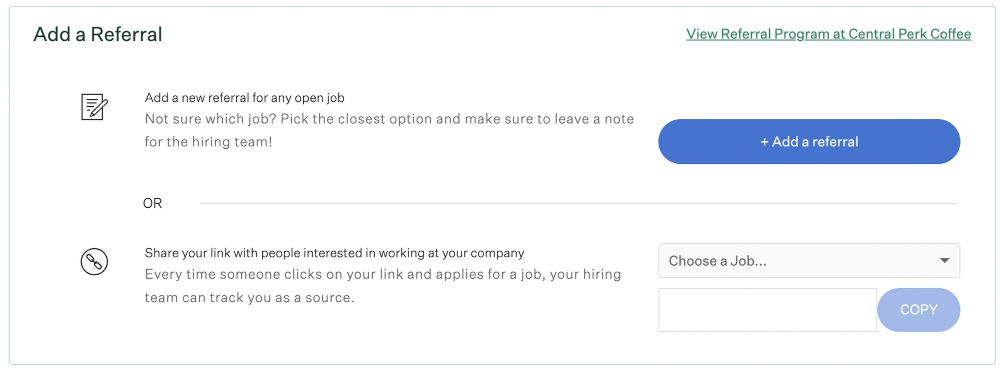 Add a Referral
View Referral Program at Central Perk Coffee
Add a new referral for any open job
Not sure which job? Pick the closest option and make sure to leave a note
for the hiring team!
+ Add a referral
OR
Share your link with people interested in working at your company
Every time someone clicks on your link and applies for a job, your hiring
team can track you as a source.
Choose a Job...
COPY